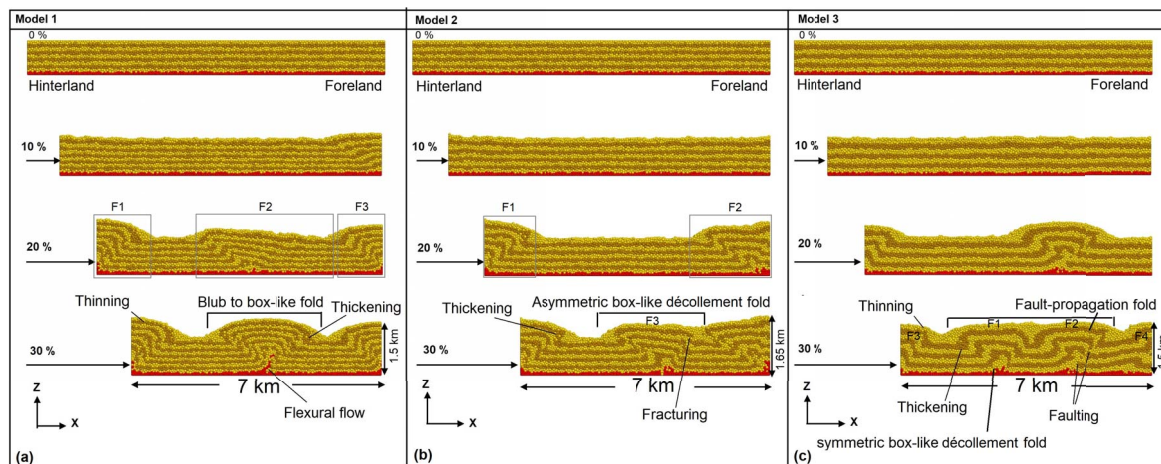 Model 1
0 %
Hinterland
Foreland
10 %
F1
F2
F3
20 %
Thinning
Blub to box-like fold
Thickening
30 %
1.5 km
7 km
Flexural flow
Z
X
(a)
Model 2
0 %
Hinterland
Foreland
10 %
F1
F2
20 %
Thickening
Asymmetric box-like décollement fold
F3
30 %
1.65 km
7 km
Fracturing
Z
X
(b)
Model 3
0 %
Hinterland
Foreland
10 %
20 %
Thinning
Fault-propagation fold
F1
F2
F3
F4
30 %
7 km
Thickening
Faulting
symmetric box-like décollement fold
Z
X
(c)